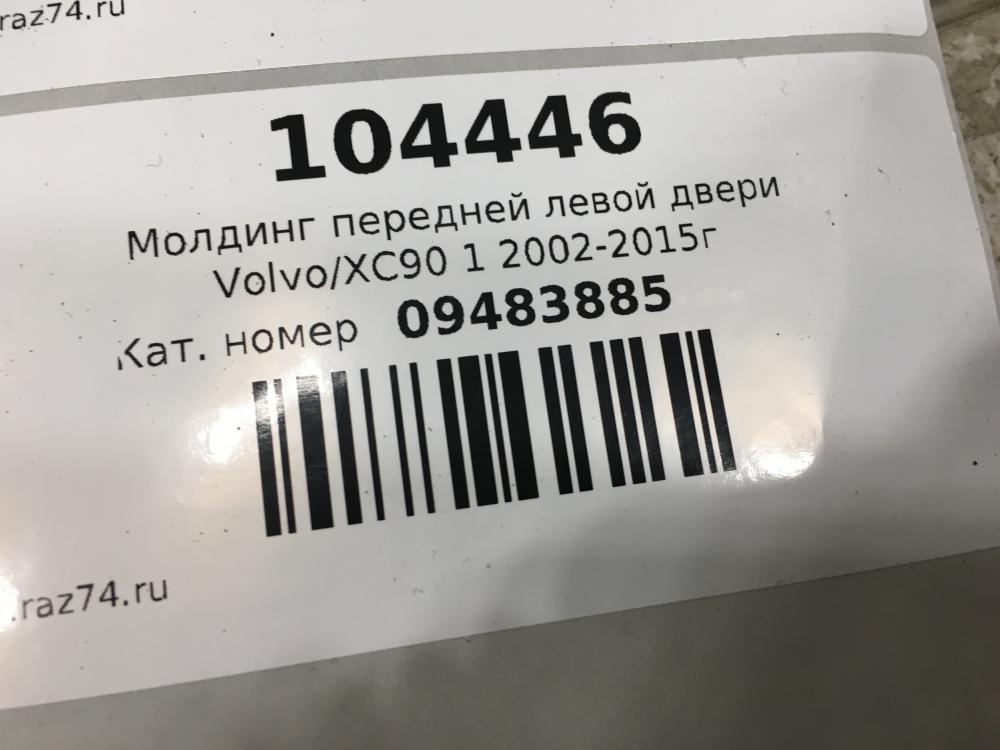 raz74.ru
104446
Молдинг передней левой двери
Volvo/XC90 1 2002-2015г
Кат. номер 09483885
.raz74.ru